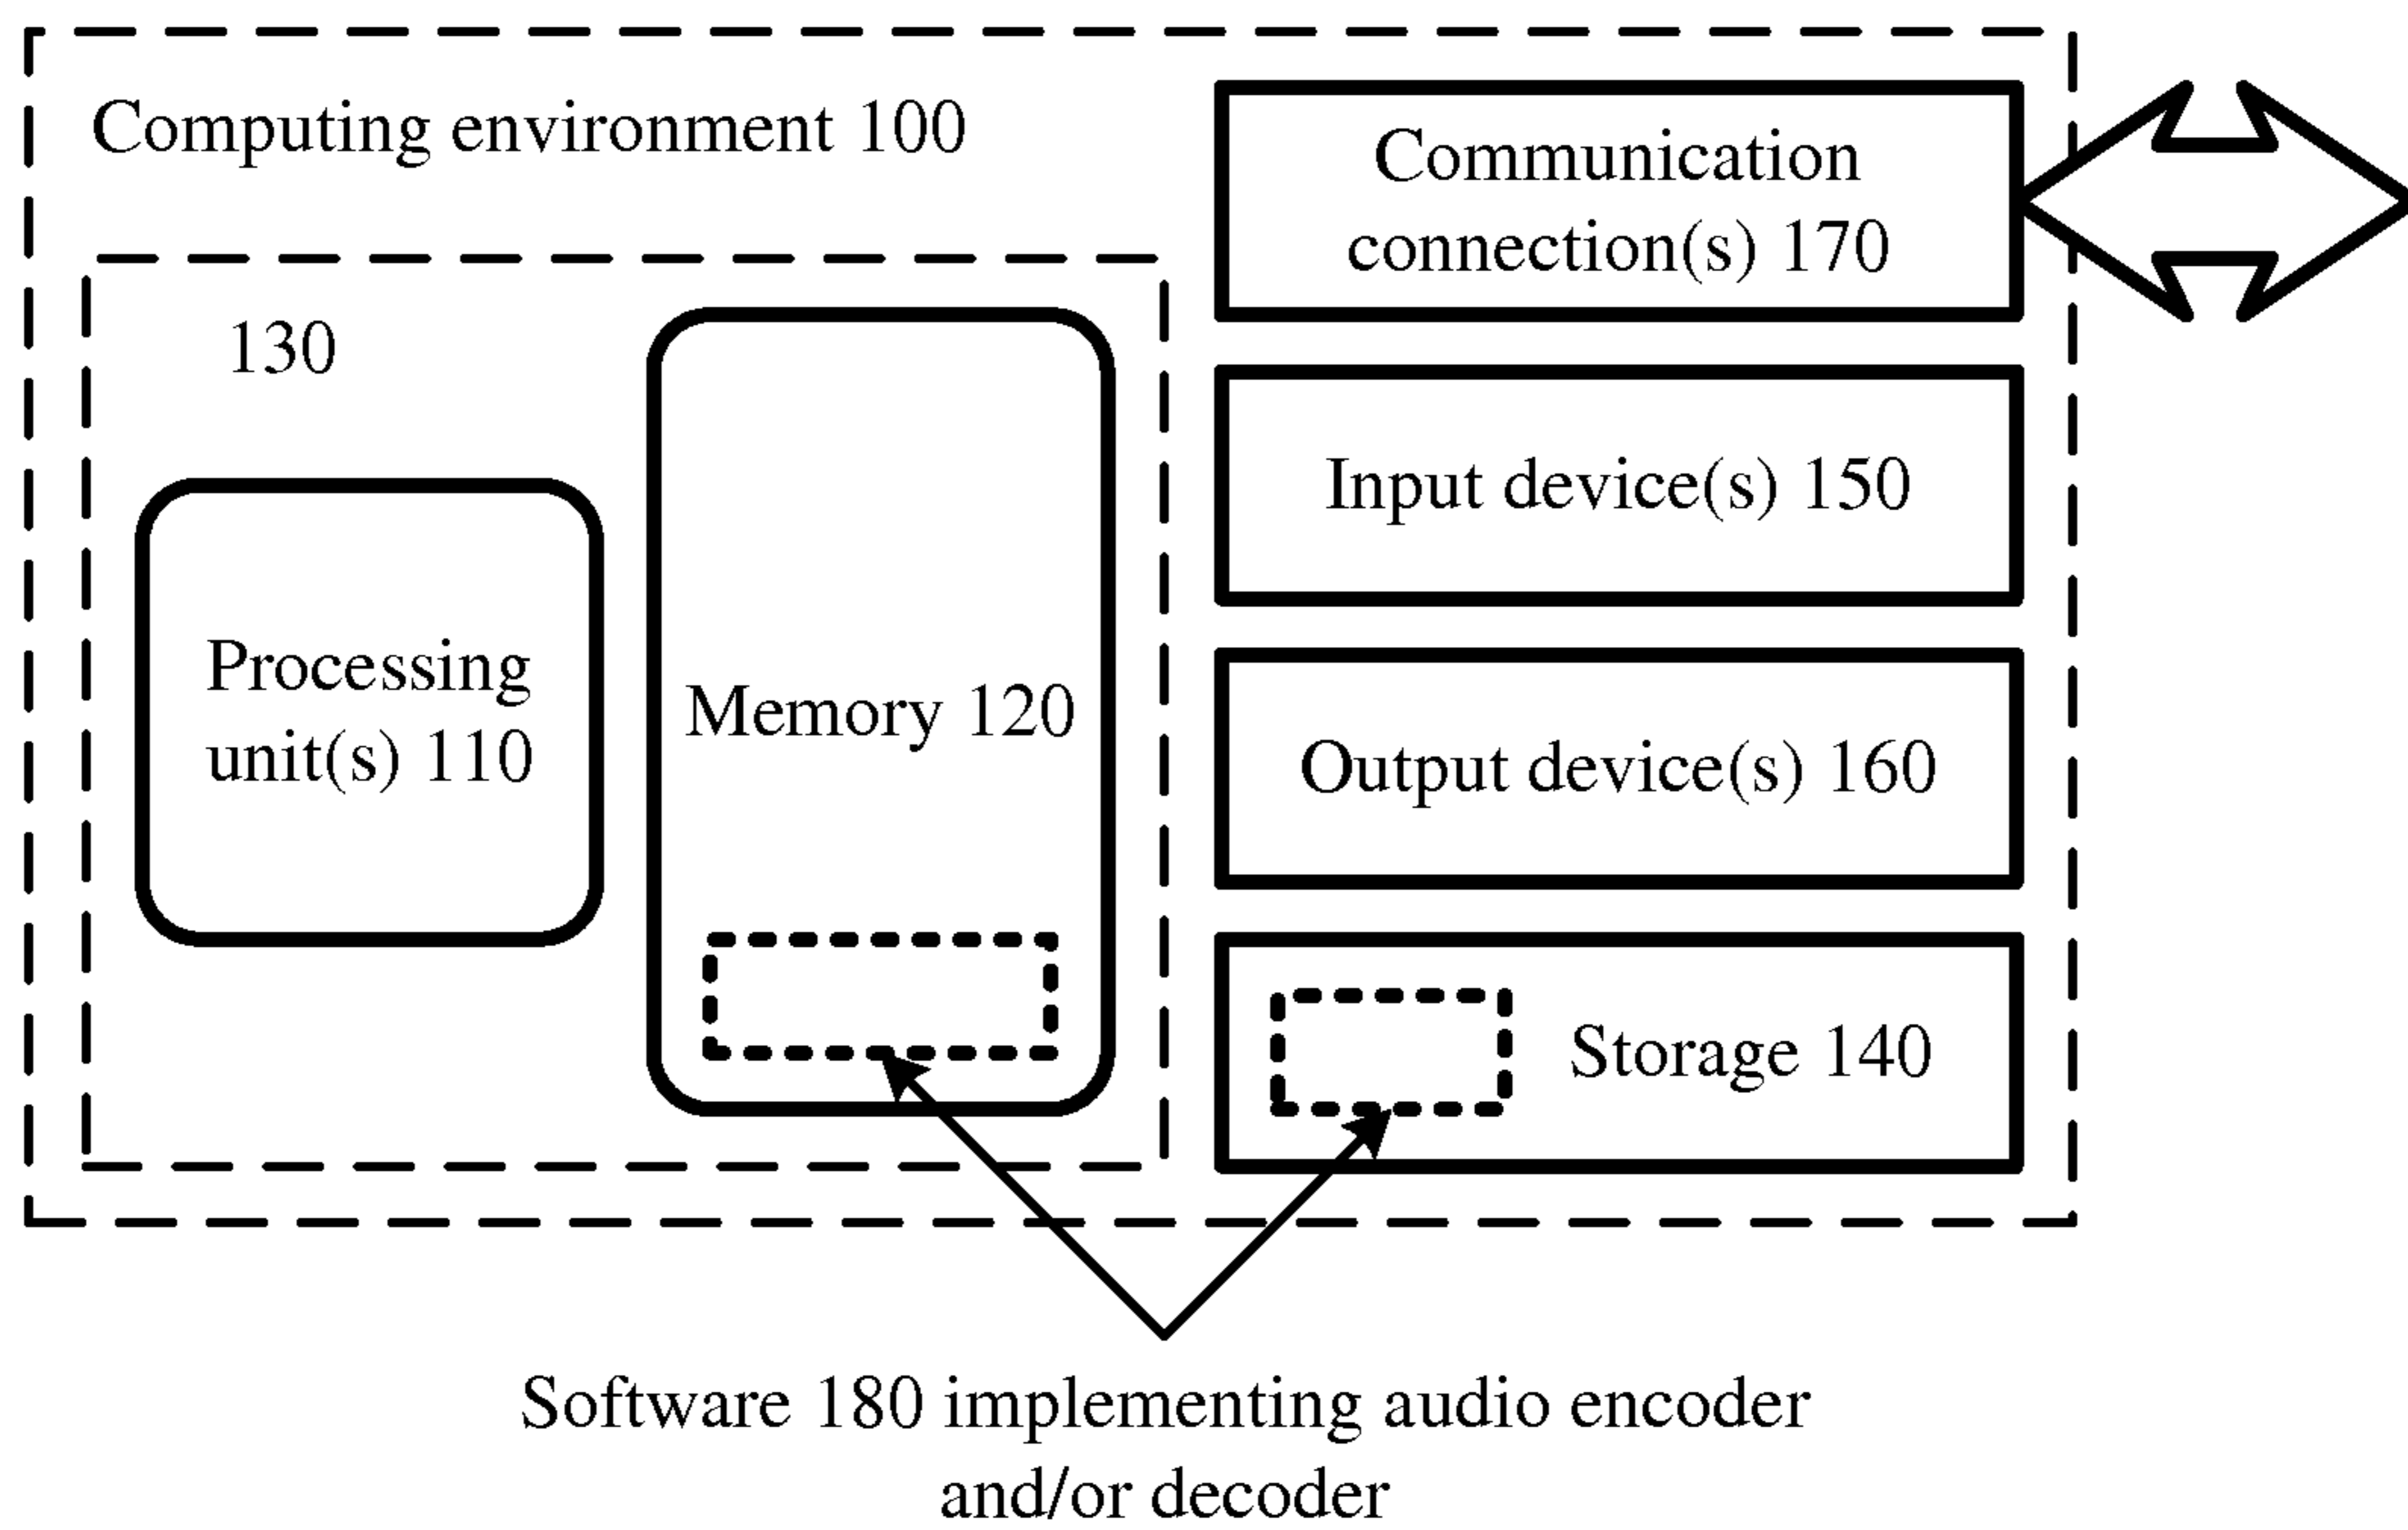 Computing environment 100
Communication
connection(s) 170
130
Input device(s) 150
Processing
unit(s) 110
Memory 120
Output device(s) 160
Storage 140
Software 180 implementing audio encoder
and/or decoder